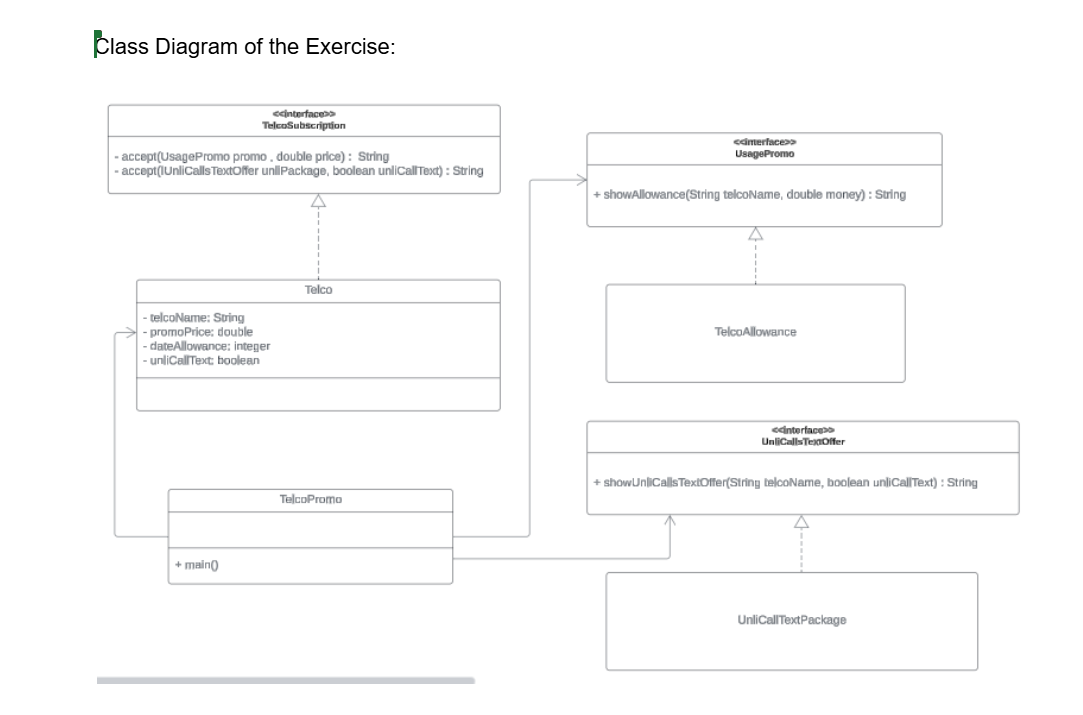 Class Diagram of the Exercise:
<<interface>>
TelcoSubscription
- accept(UsagePromo promo , double price) :  String
- accept(IUnliCallsTextOffer unliPackage, boolean unliCallText) : String
<<interface>>
UsagePromo
+ showAllowance(String telcoName, double money) : String
Telco
- telcoName: String
- promoPrice: double
- dateAllowance: integer
- unliCallText: boolean
TelcoAllowance
<<interface>>
UnliCallsTextOffer
+ showUnliCallsTextOffer(String telcoName, boolean unliCallText) : String
TelcoPromo
+ main()
UnliCallTextPackage